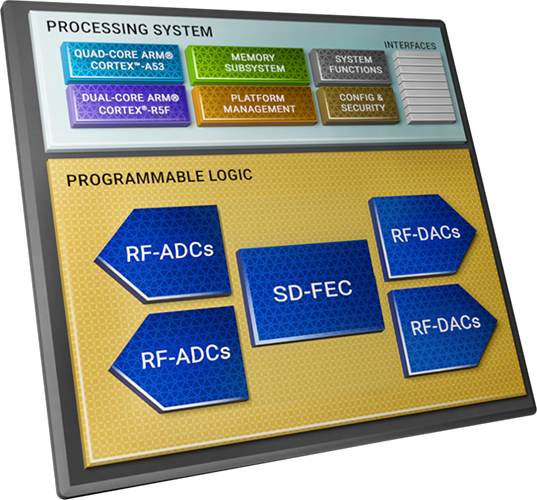 PROCESSING SYSTEM
INTERFACES
QUAD-CORE ARM®
CORTEX™-A53
MEMORY
SUBSYSTEM
SYSTEM
FUNCTIONS
DUAL-CORE ARM®
CORTEX®-R5F
PLATFORM
MANAGEMENT
CONFIG &
SECURITY
PROGRAMMABLE LOGIC
RF-ADCs
RF-DACs
SD-FEC
RF-ADCs
RF-DACs